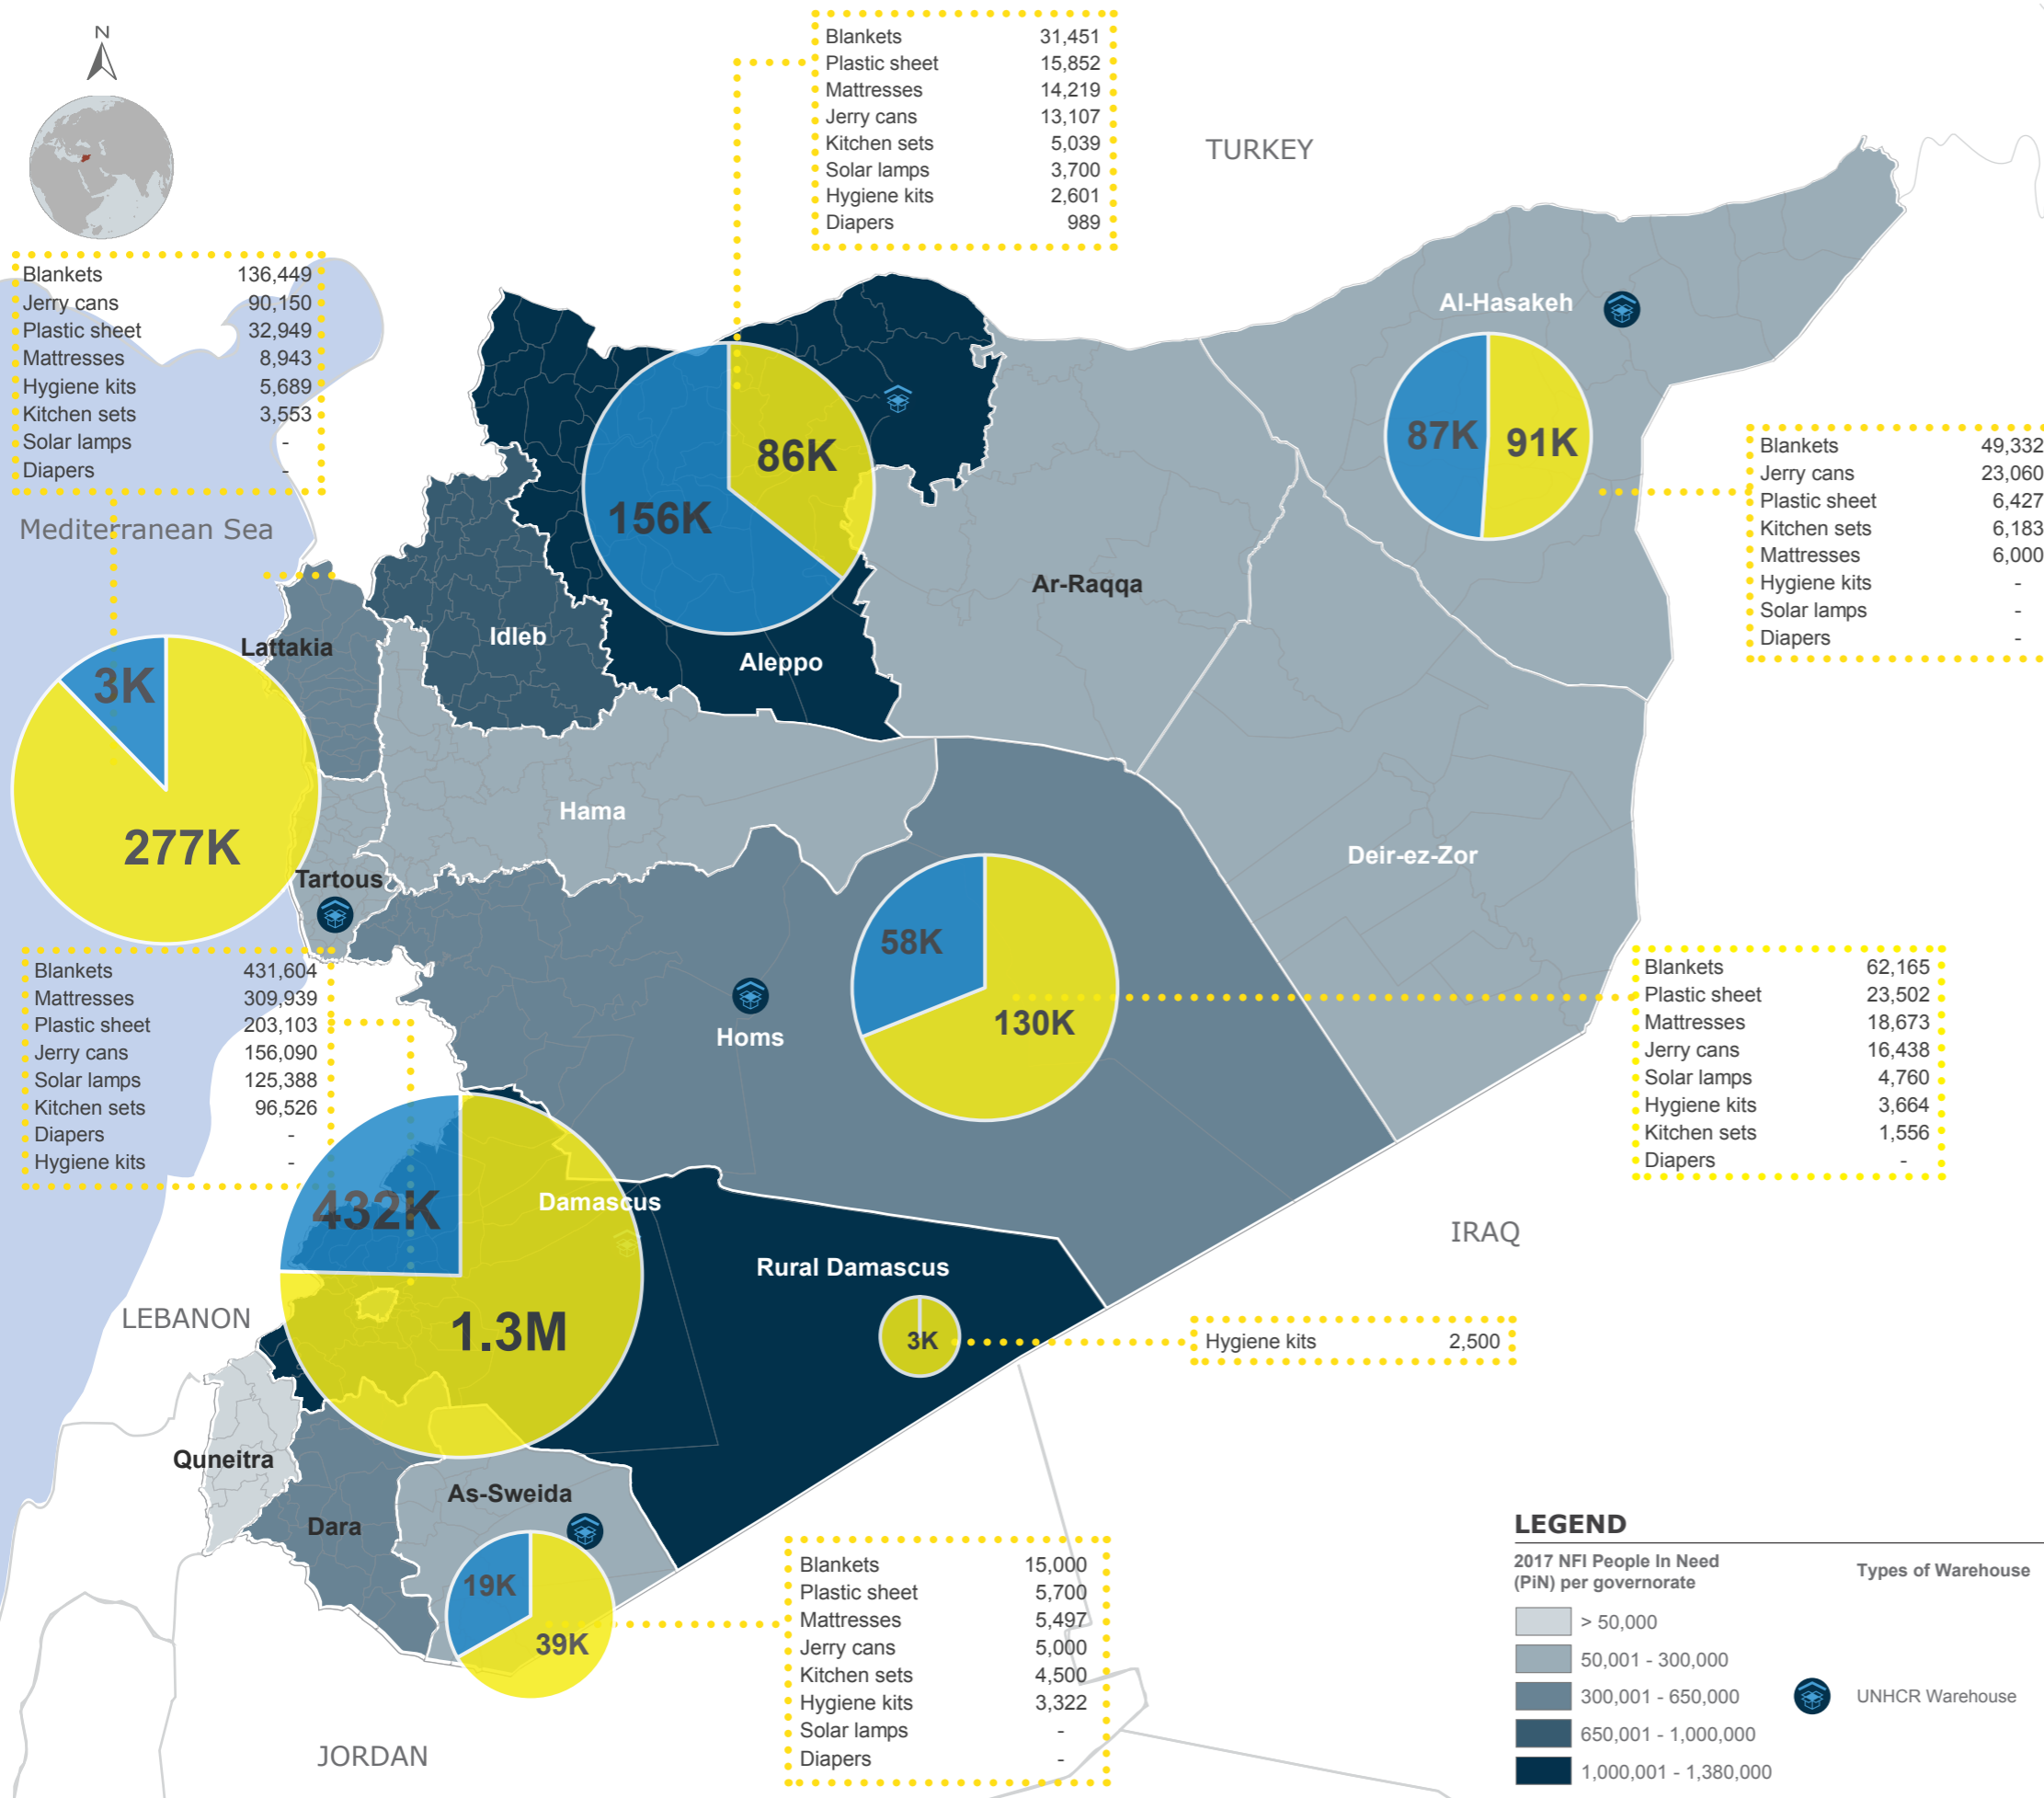 N
Blankets 31,451
Plastic sheet 15,852
Mattresses 14,219
Jerry cans 13,107
Kitchen sets 5,039
Solar lamps 3,700
Hygiene kits 2,601
Diapers 989
TURKEY
Blankets 136,449
Jerry cans 90,150
Plastic sheet 32,949
Mattresses 8,943
Hygiene kits 5,689
Kitchen sets 3,553
Solar lamps -
Diapers -
Mediterranean Sea
Al-Hasakeh
87K 91K
Blankets 49,332
Jerry cans 23,060
Plastic sheet 6,427
Kitchen sets 6,183
Mattresses 6,000
Hygiene kits -
Solar lamps -
Diapers -
86K
156K
Ar-Raqqa
Idleb
Lattakia
Aleppo
3K
277K
Hama
Deir-ez-Zor
Tartous
58K
130K
Homs
Blankets 431,604
Mattresses 309,939
Plastic sheet 203,103
Jerry cans 156,090
Solar lamps 125,388
Kitchen sets 96,526
Diapers -
Hygiene kits -
Blankets 62,165
Plastic sheet 23,502
Mattresses 18,673
Jerry cans 16,438
Solar lamps 4,760
Hygiene kits 3,664
Kitchen sets 1,556
Diapers -
432K
Damascus
1.3M
IRAQ
Rural Damascus
3K
Hygiene kits 2,500
LEBANON
Quneitra
Dara
As-Sweida
19K
39K
Blankets 15,000
Plastic sheet 5,700
Mattresses 5,497
Jerry cans 5,000
Kitchen sets 4,500
Hygiene kits 3,322
Solar lamps -
Diapers -
JORDAN
LEGEND
2017 NFI People In Need
(PiN) per governorate
> 50,000
50,001 - 300,000
300,001 - 650,000
650,001 - 1,000,000
1,000,001 - 1,380,000
Types of Warehouse
UNHCR Warehouse